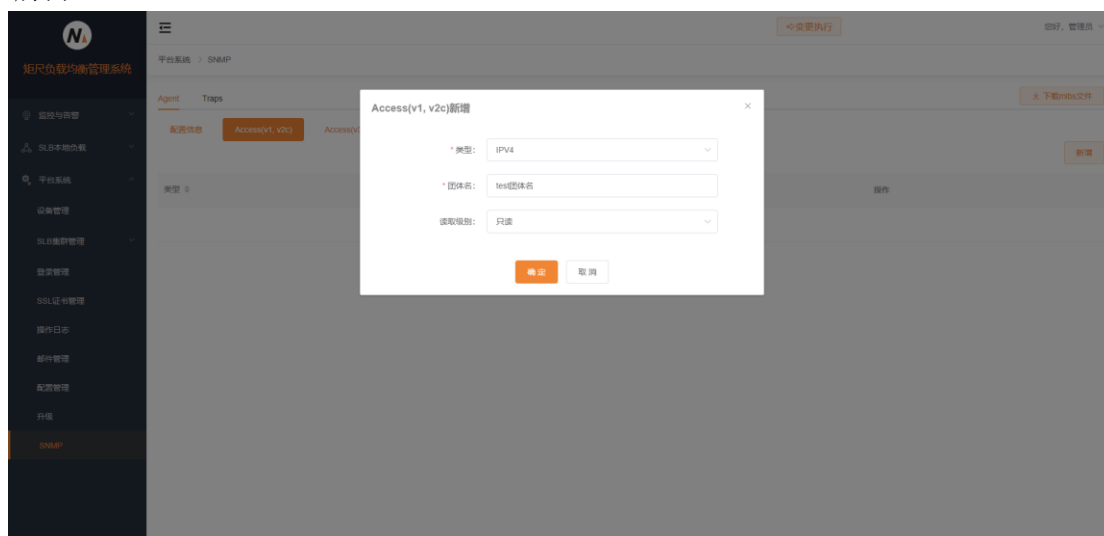 变更执行
您好，管理员
矩尺负载均衡管理系统
平台系统 > SNMP
Agent Traps
下载mibs文件
配置信息 Access(v1, v2c) Access(v
新增
类型 操作
监控与告警
SLB本地负载
平台系统
设备管理
SLB集群管理
登录管理
SSL证书管理
操作日志
邮件管理
配置管理
升级
SNMP
Access(v1, v2c)新增 ×
* 类型： IPV4
* 团体名： test团体名
读取级别： 只读
确定 取消